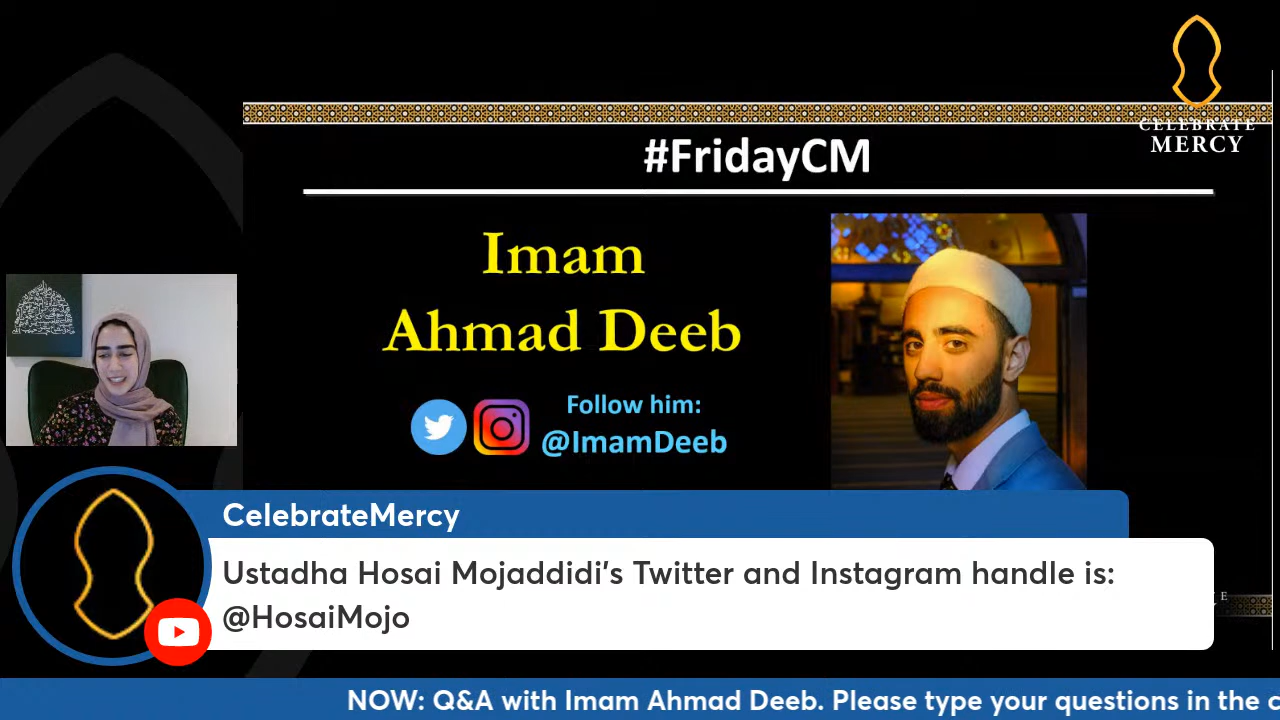 CELEBRATE
MERCY
#FridayCM
Imam
Ahmad Deeb
Follow him:
@ImamDeeb
CelebrateMercy
Ustadha Hosai Mojaddidi's Twitter and Instagram handle is:
@HosaiMojo
NOW: Q&A with Imam Ahmad Deeb. Please type your questions in the